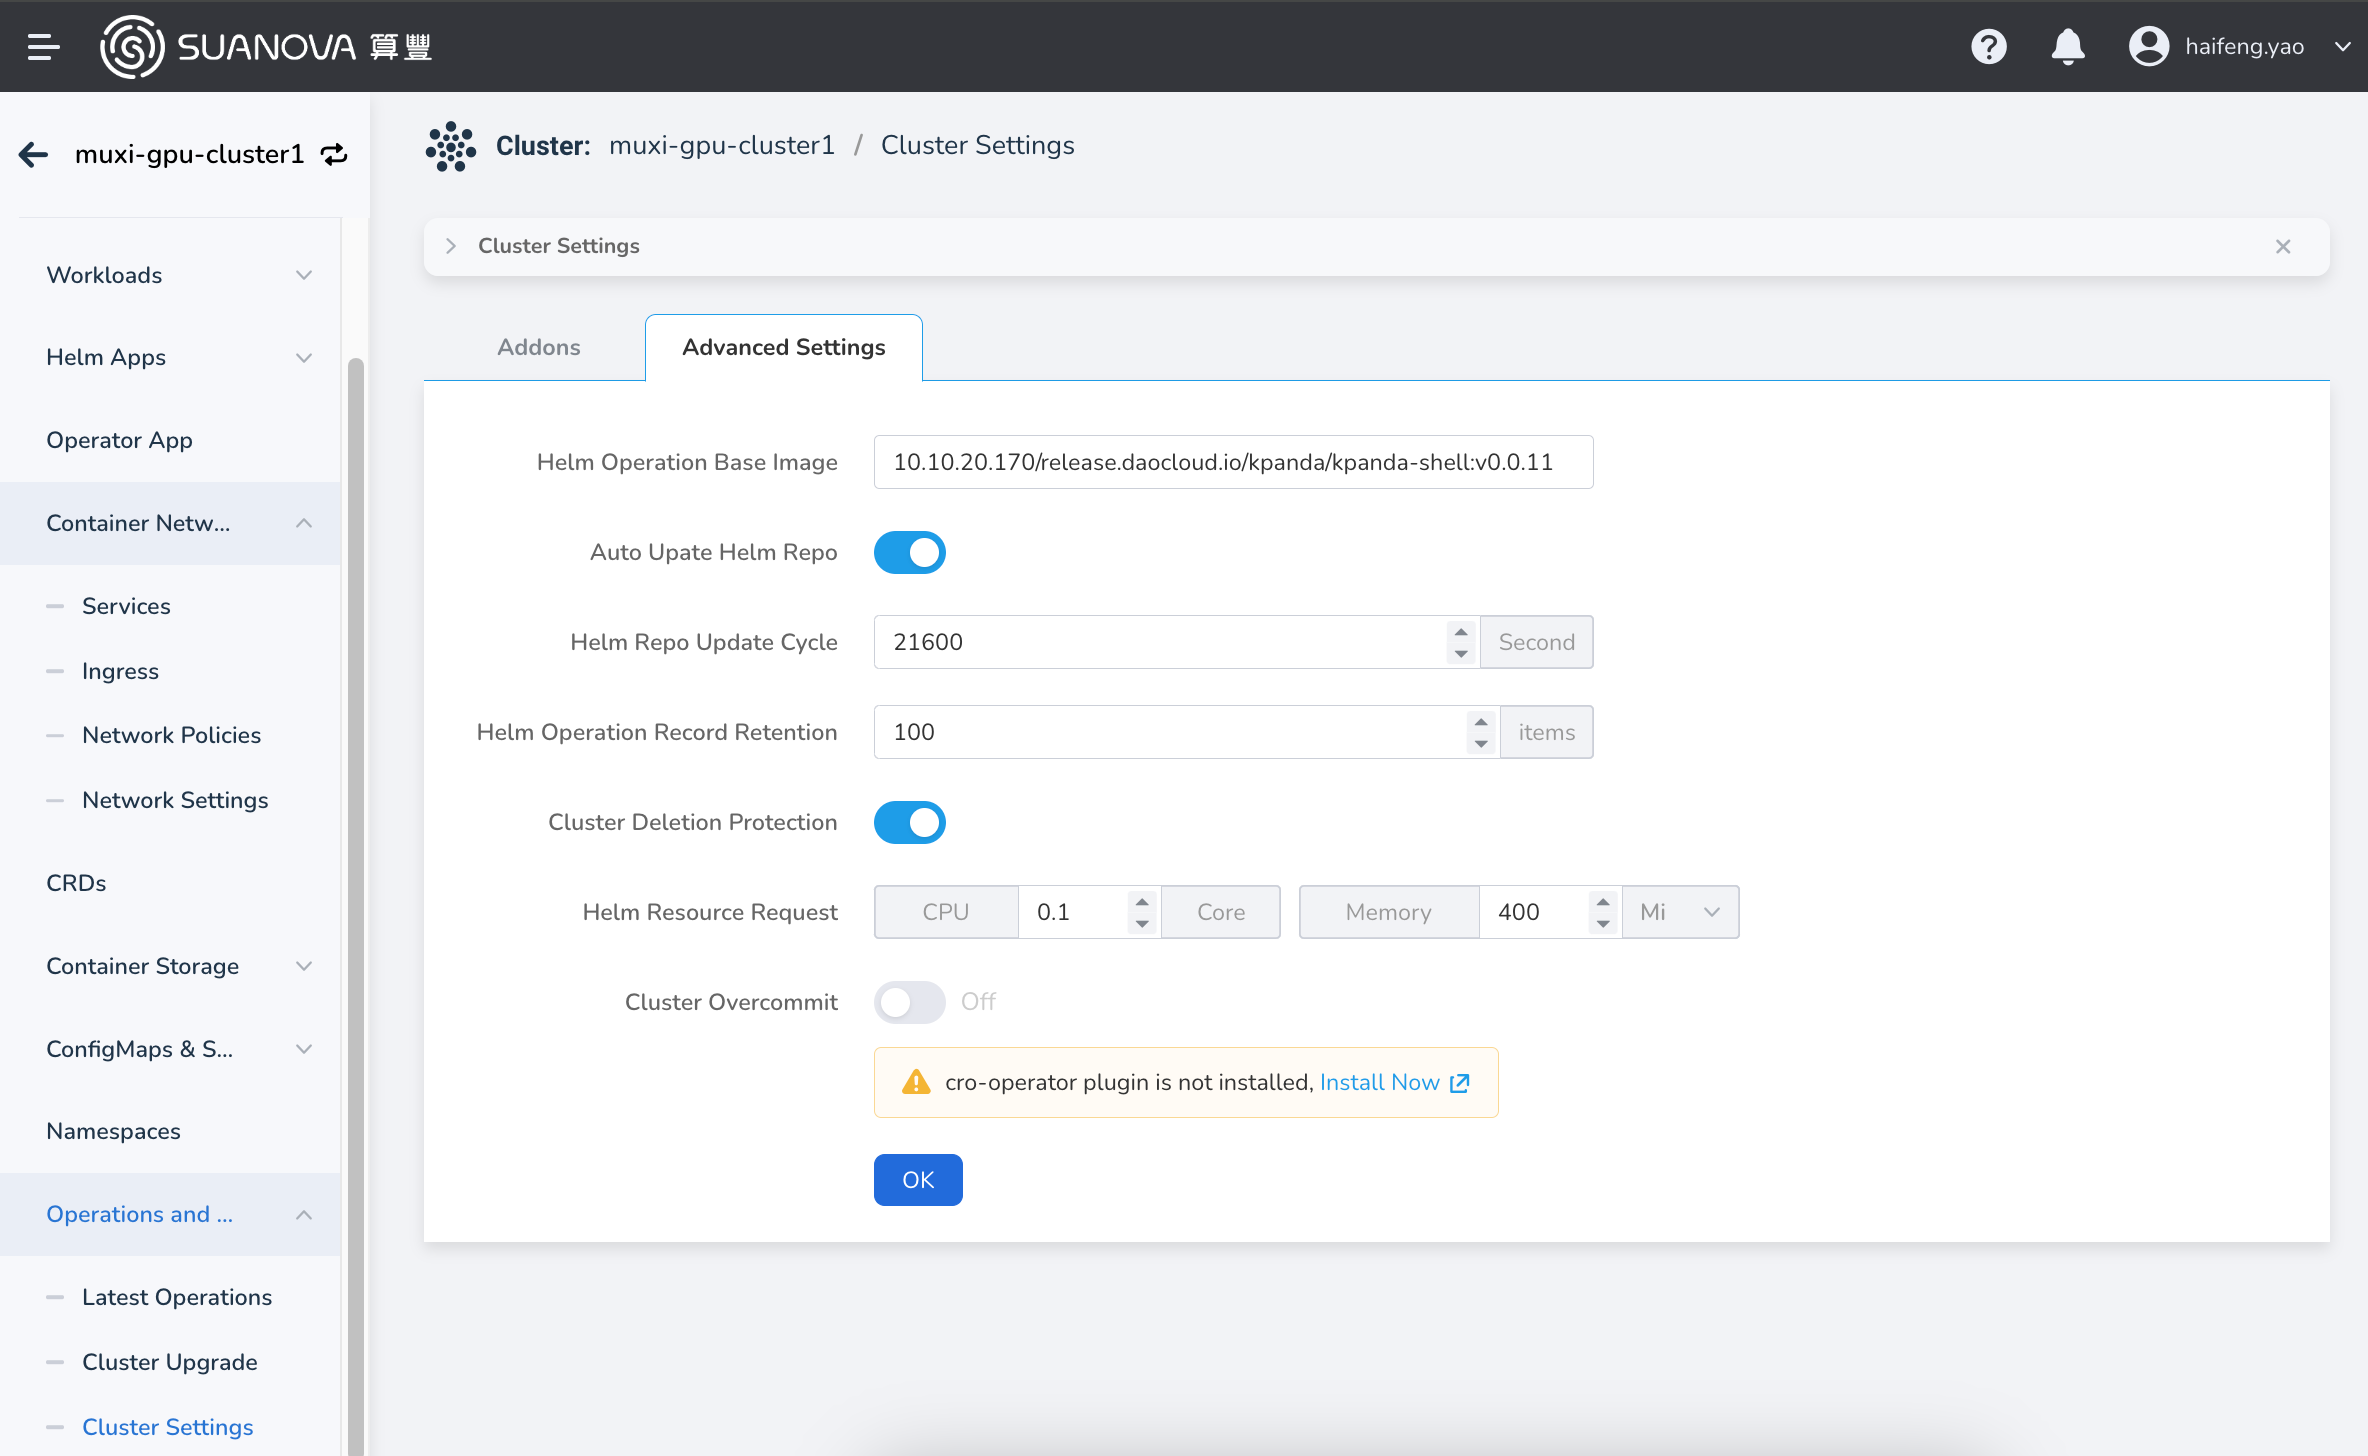 SUANOVA 算豐
haifeng.yao
muxi-gpu-cluster1
Workloads
Helm Apps
Operator App
Container Netw...
Services
Ingress
Network Policies
Network Settings
CRDs
Container Storage
ConfigMaps & S...
Namespaces
Operations and ...
Latest Operations
Cluster Upgrade
Cluster Settings
Cluster: muxi-gpu-cluster1 / Cluster Settings
Cluster Settings
Addons
Advanced Settings
Helm Operation Base Image 10.10.20.170/release.daocloud.io/kpanda/kpanda-shell:v0.0.11
Auto Upate Helm Repo
Helm Repo Update Cycle 21600 Second
Helm Operation Record Retention 100 items
Cluster Deletion Protection
Helm Resource Request CPU 0.1 Core Memory 400 Mi
Cluster Overcommit Off
cro-operator plugin is not installed, Install Now
OK